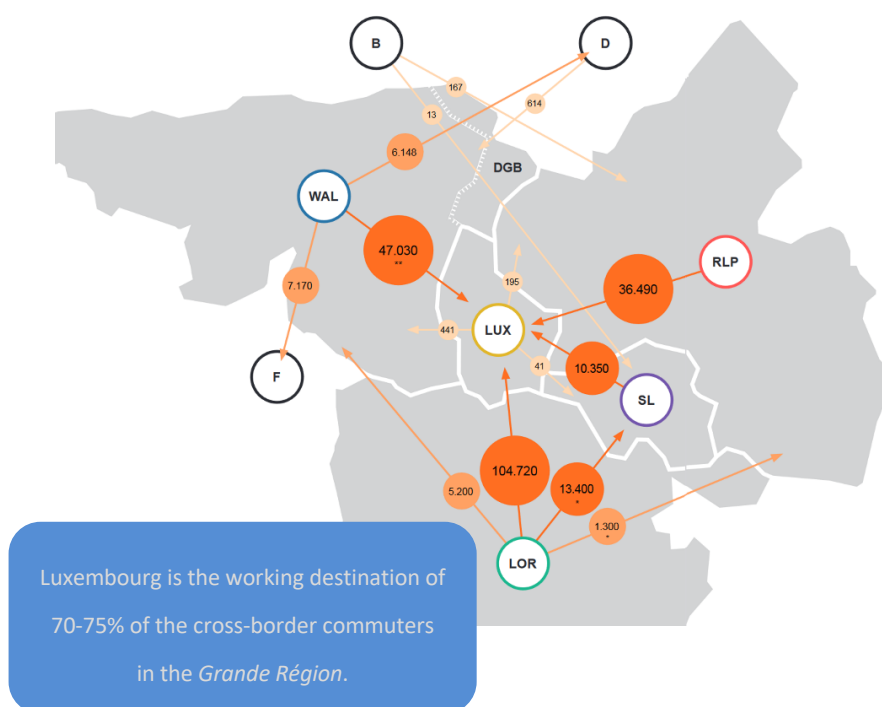 B
D
167
13
614
6.148
DGB
WAL
47.030
**
RLP
7.170
195
36.490
LUX
441
41
10.350
F
SL
104.720
5.200
13.400
*
1.300
*
LOR
Luxembourg is the working destination of
70-75% of the cross-border commuters
in the Grande Région.